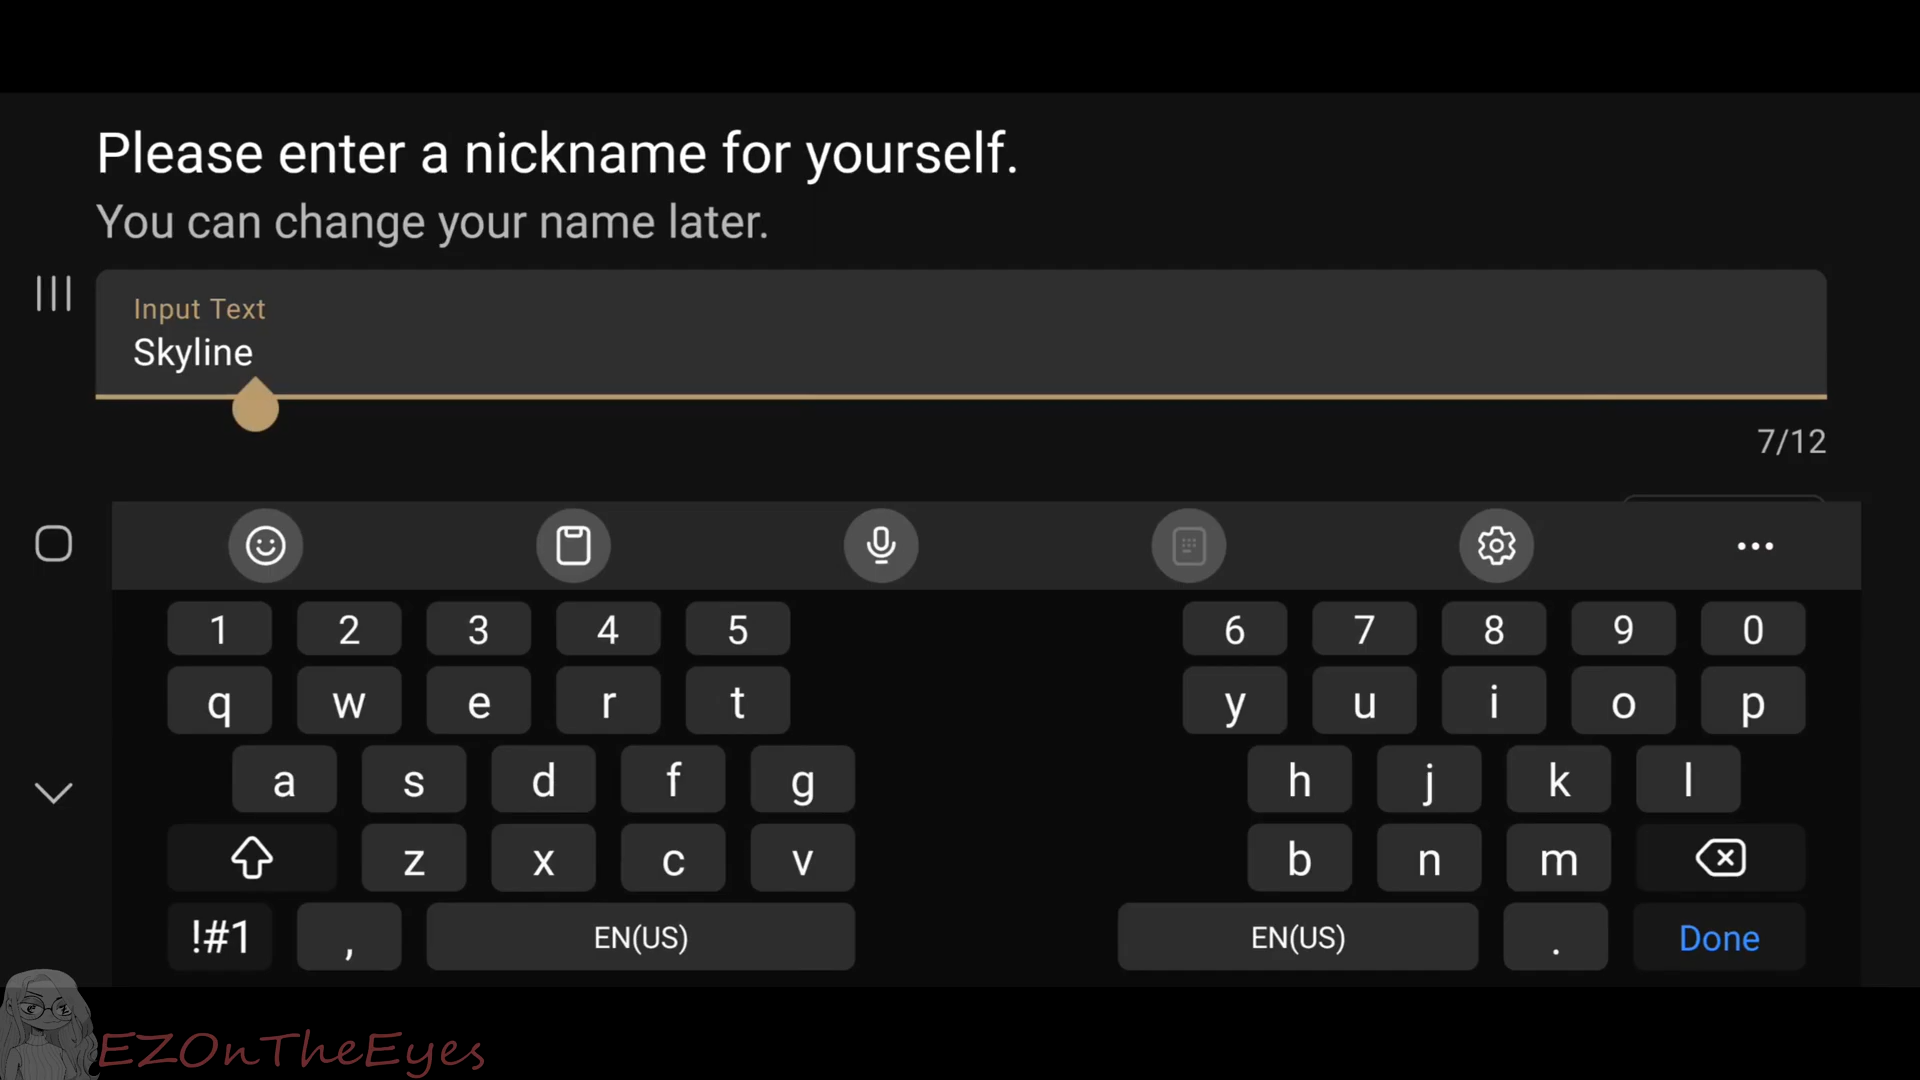 Please enter a nickname for yourself.
You can change your name later.
Input Text
Skyline
7/12
1 2 3 4 5 6 7 8 9 0
q w e r t y u i o p
a s d f g h j k l
z x c v b n m
!#1 , EN(US) EN(US) . Done
EZOnTheEyes